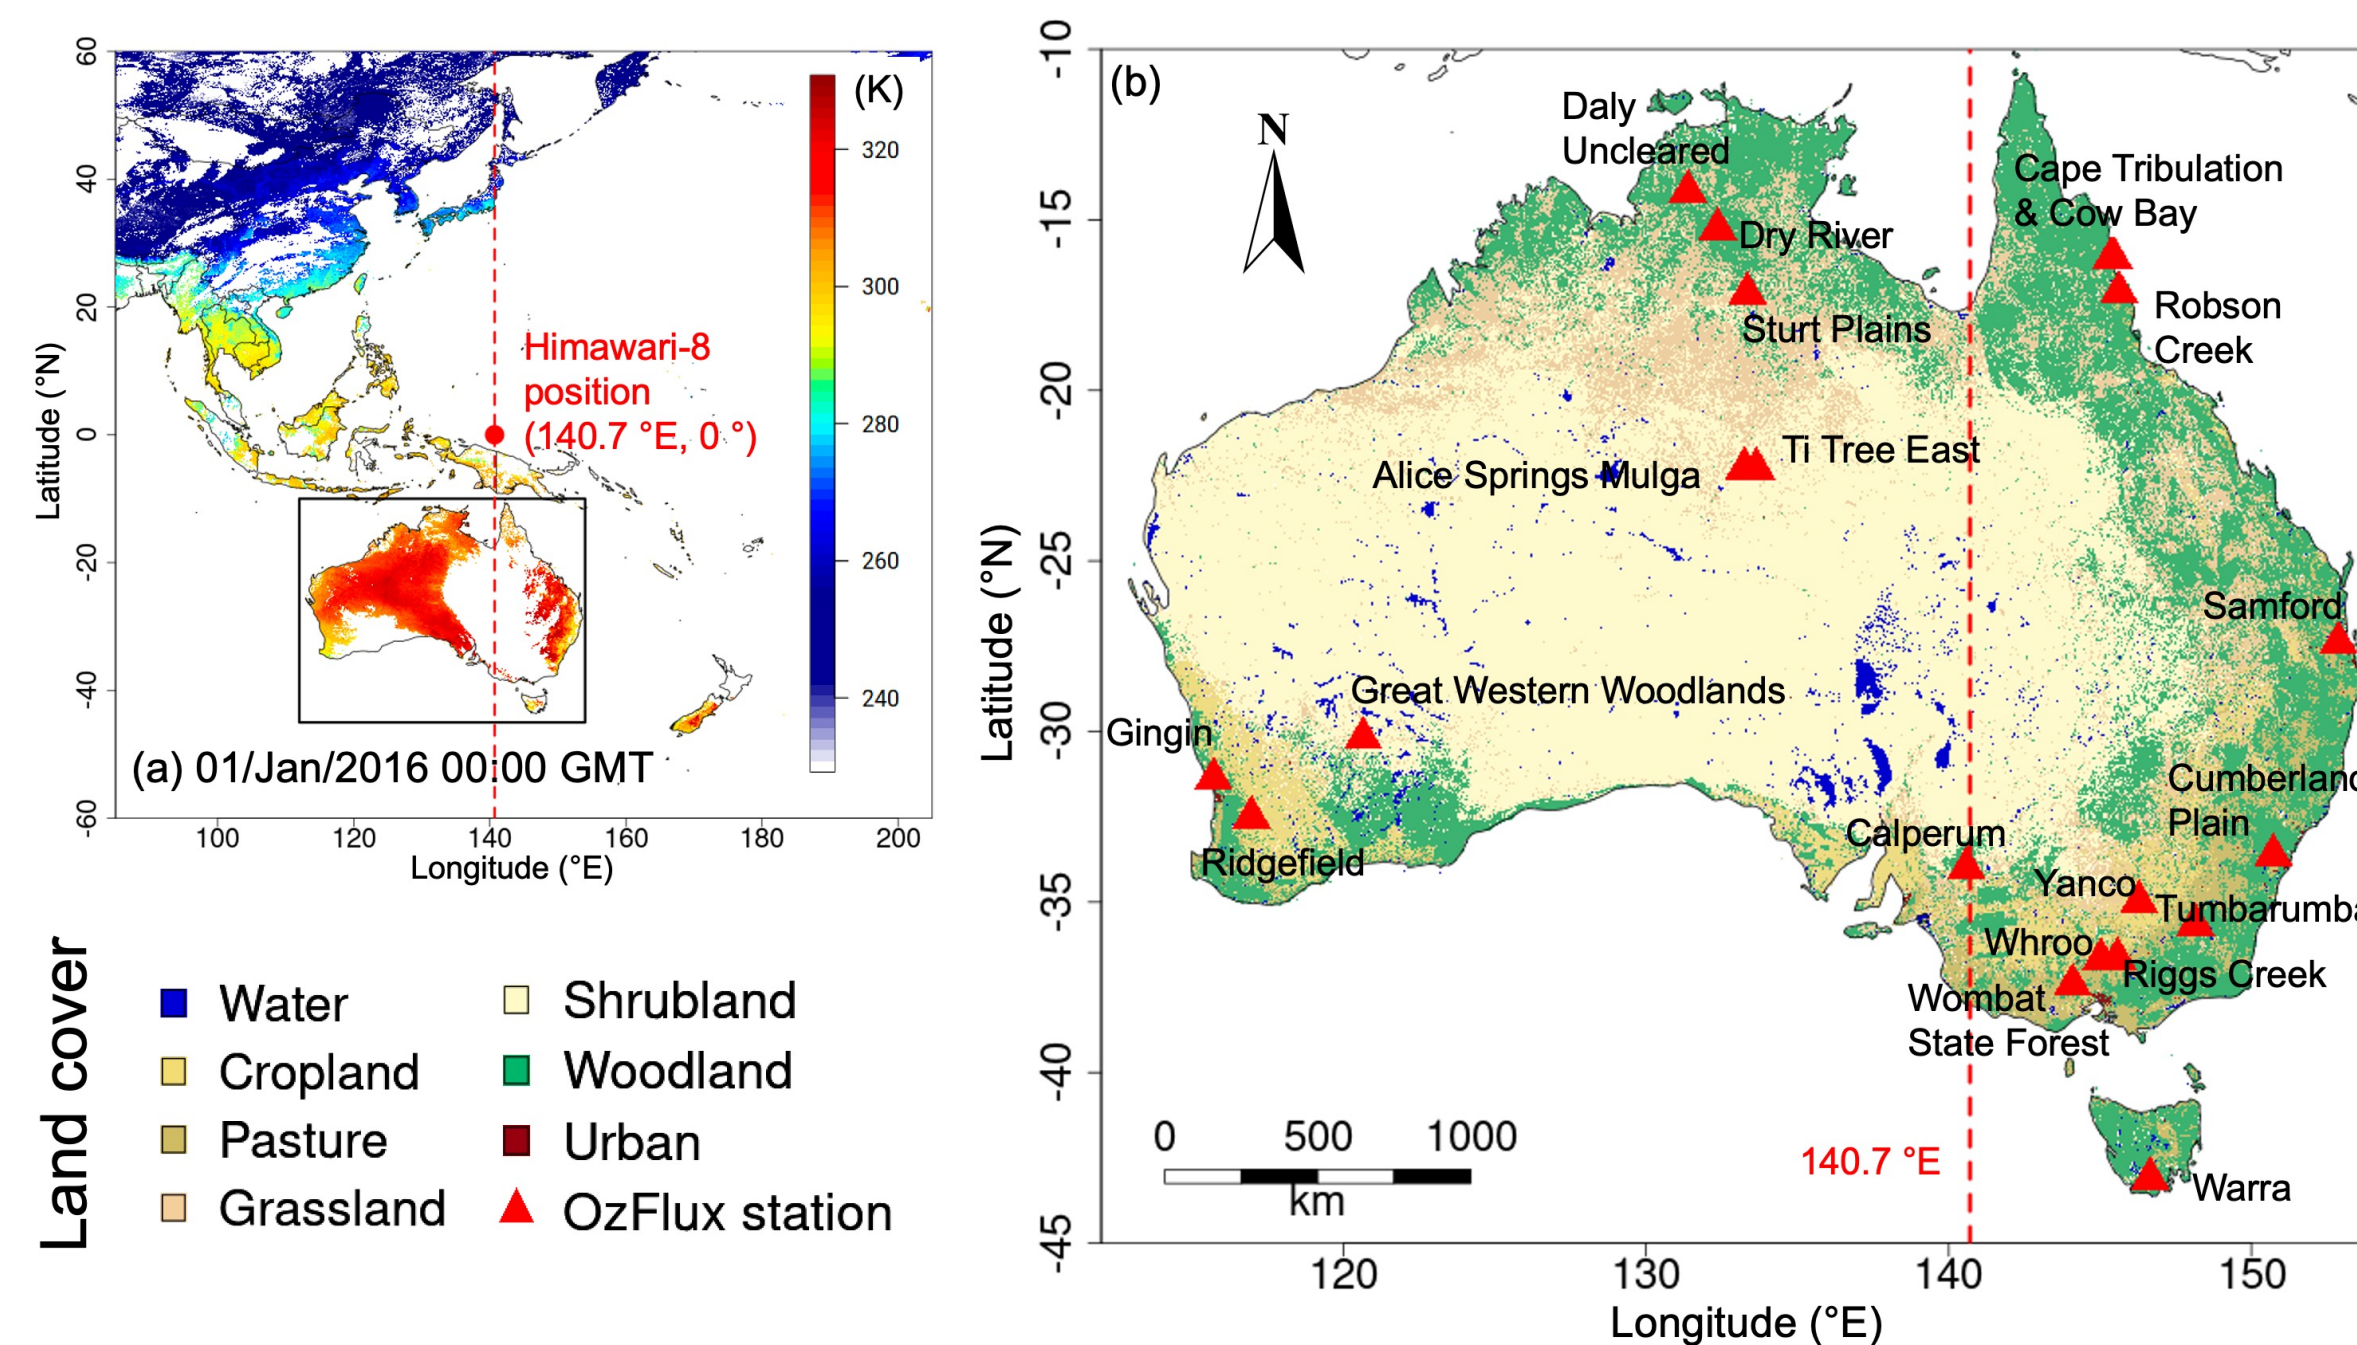 60
40
20
0
-20
-40
-60
Latitude (°N)
100
120
140
160
180
200
Longitude (°E)
(K)
320
300
280
260
240
Himawari-8
position
(140.7 °E, 0 °)
(a) 01/Jan/2016 00:00 GMT
Land cover
Water
Cropland
Pasture
Grassland
Shrubland
Woodland
Urban
OzFlux station
(b)
N
-10
-15
-20
-25
-30
-35
-40
-45
Latitude (°N)
Daly
Uncleared
Dry River
Sturt Plains
Cape Tribulation
& Cow Bay
Robson
Creek
Ti Tree East
Alice Springs Mulga
Samford
Great Western Woodlands
Gingin
Ridgefield
Cumberland
Plain
Calperum
Yanco
Tumbarumba
Whroo
Riggs Creek
Wombat
State Forest
Warra
140.7 °E
0 500 1000
km
120
130
140
150
Longitude (°E)